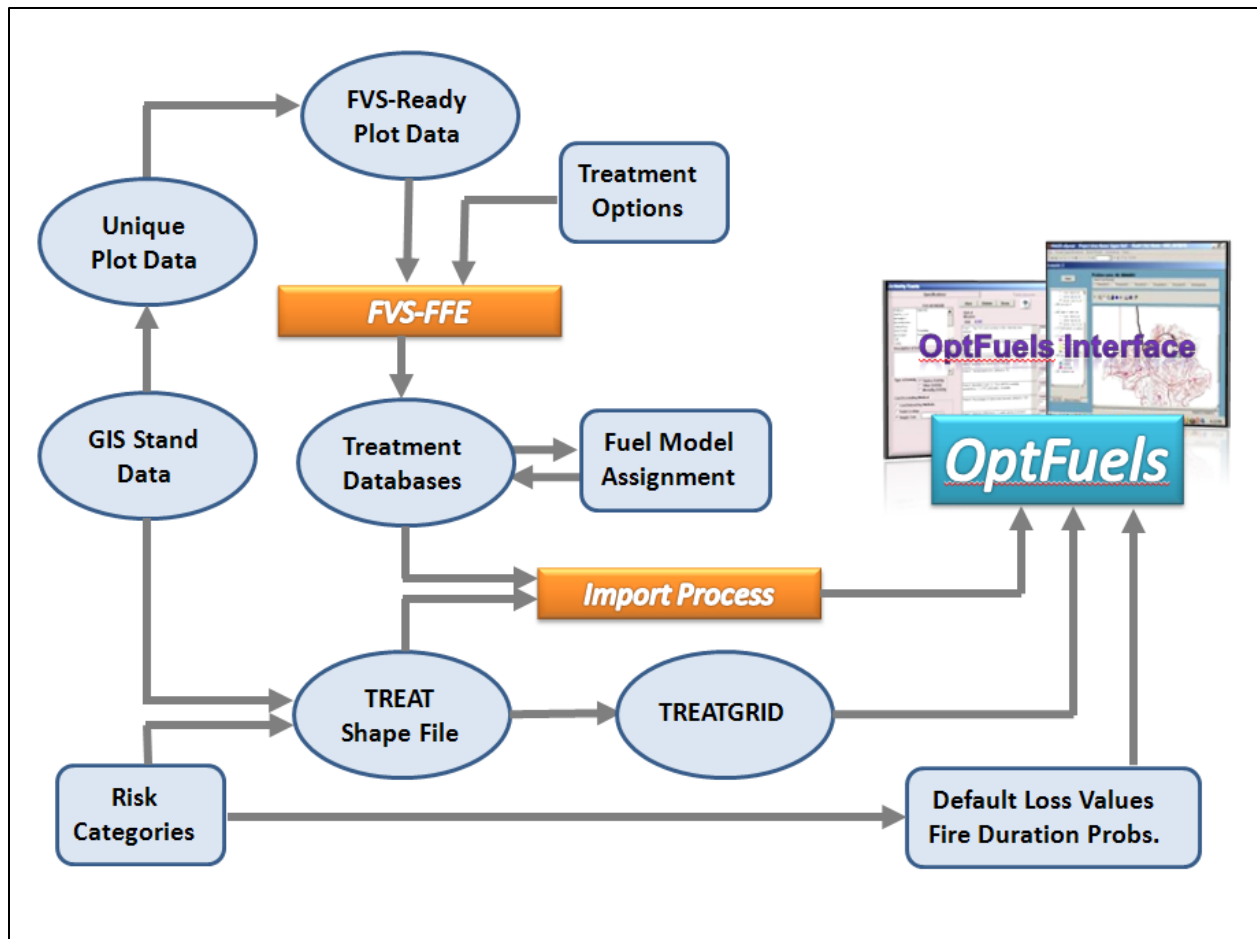 FVS-Ready
Plot Data
Treatment
Options
Unique
Plot Data
FVS-FFE
OptFuels Interface
GIS Stand
Data
Treatment
Databases
Fuel Model
Assignment
OptFuels
Import Process
TREAT
Shape File
TREATGRID
Risk
Categories
Default Loss Values
Fire Duration Probs.